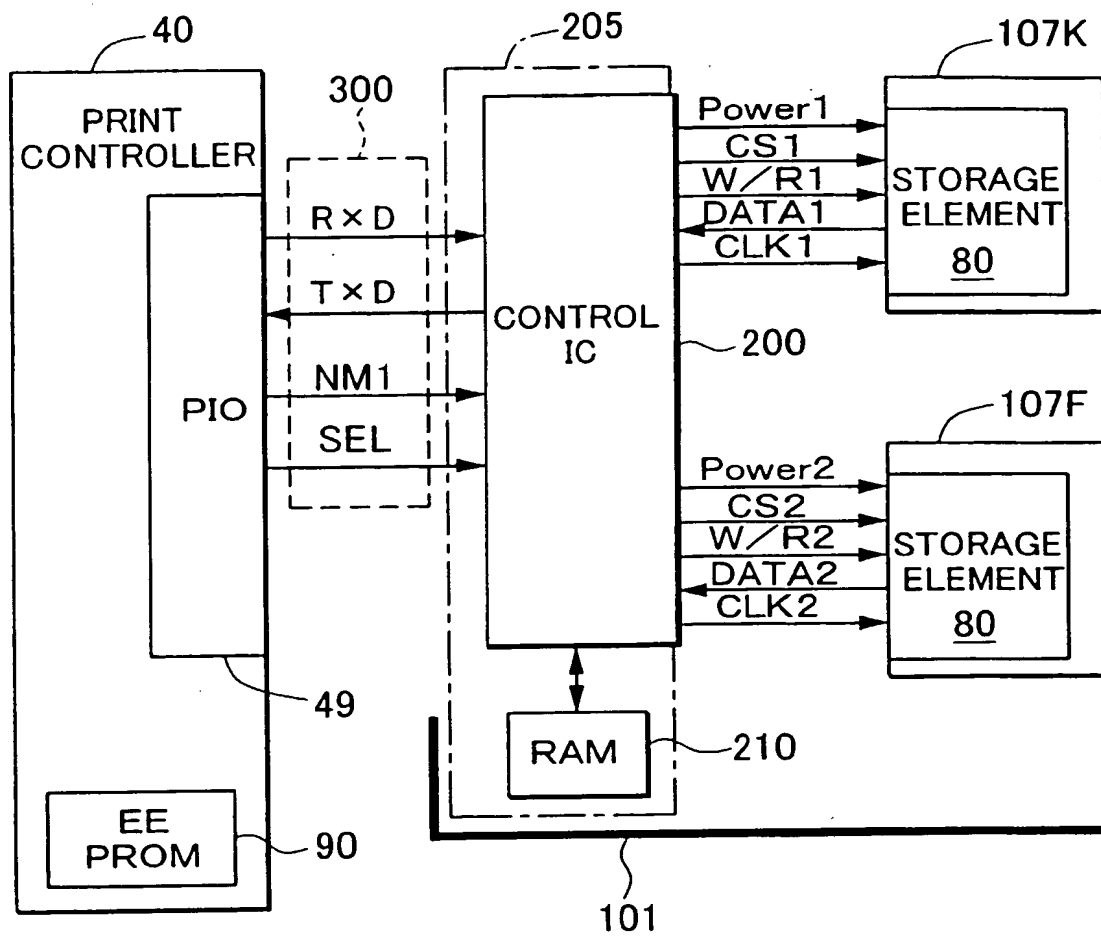 40
205
107K
PRINT
CONTROLLER
300
R×D
T×D
NM1
SEL
PIO
49
EE
PROM
90
CONTROL
IC
200
RAM
210
101
Power1
CS1
W/R1
DATA1
CLK1
STORAGE
ELEMENT
80
107F
Power2
CS2
W/R2
DATA2
CLK2
STORAGE
ELEMENT
80